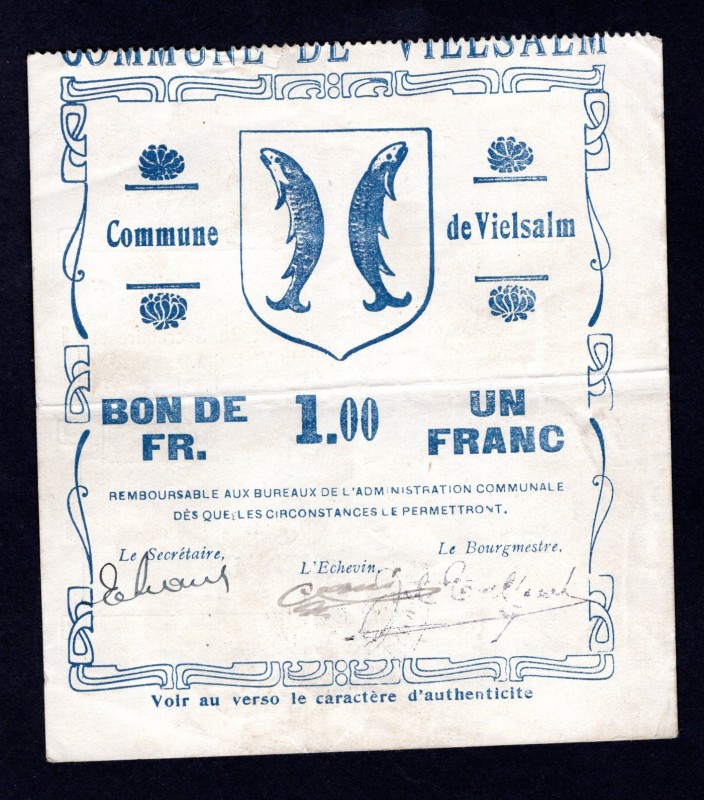 COMMUNE DE VIELSALM
Commune de Vielsalm
BON DE 1.00 UN
FR. FRANC
REMBOURSABLE AUX BUREAUX DE L'ADMINISTRATION COMMUNALE
DÈS QUE LES CIRCONSTANCES LE PERMETTRONT.
Le Secrétaire, L'Echevin, Le Bourgmestre,
Voir au verso le caractère d'authenticite